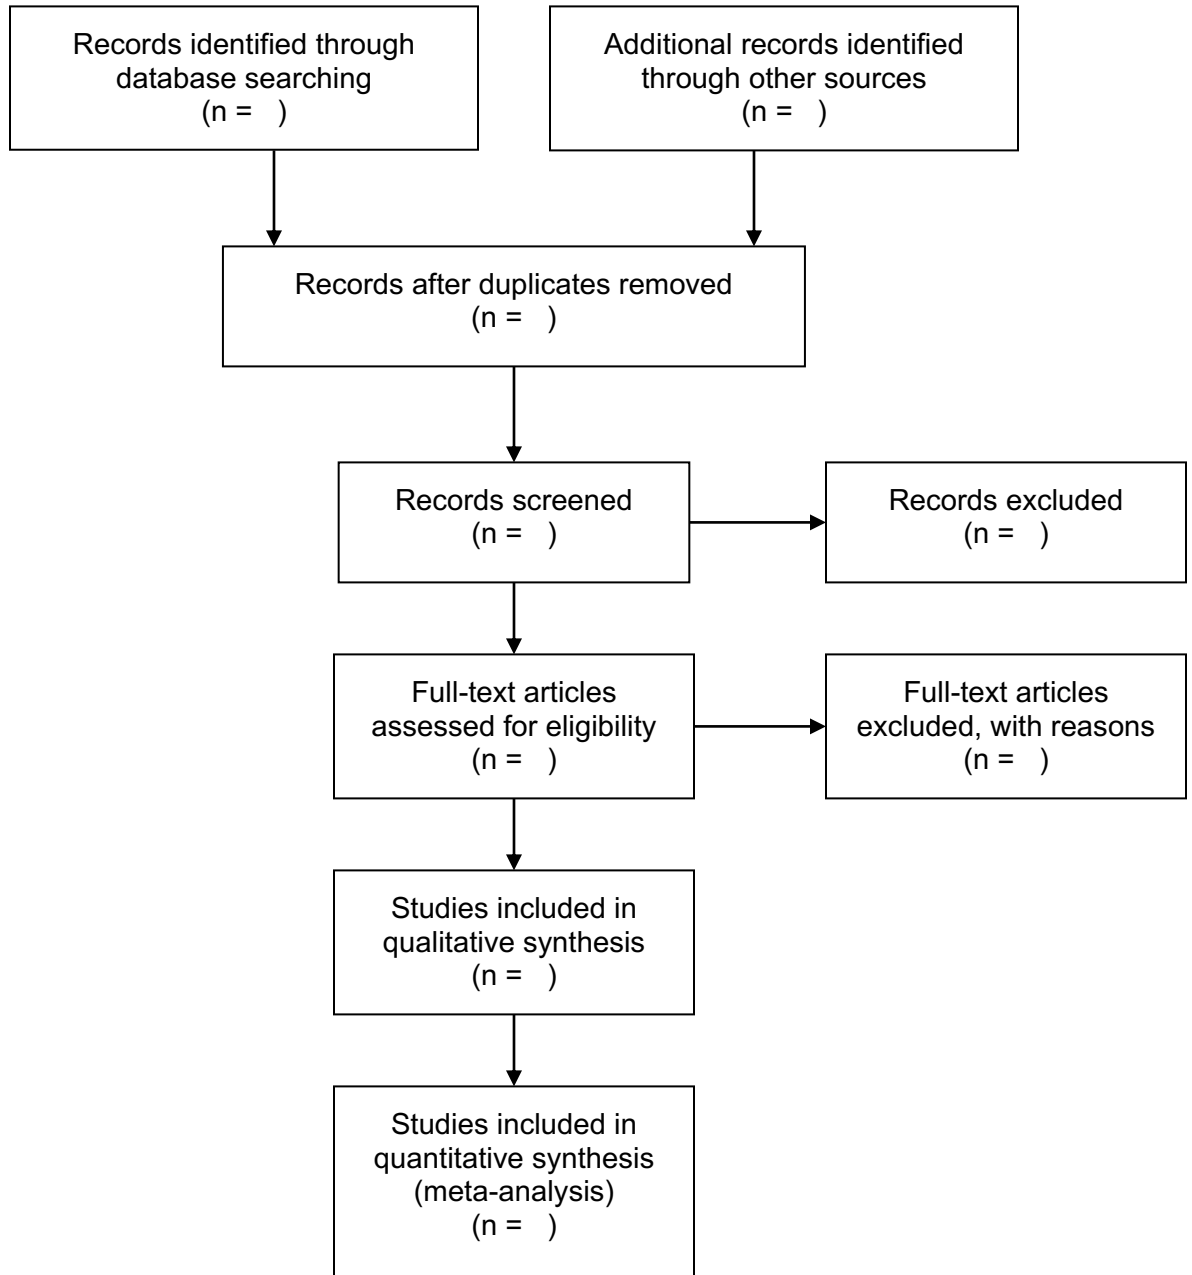 Records identified through
database searching
(n =   )
Additional records identified
through other sources
(n =   )
Records after duplicates removed
(n =   )
Records screened
(n =   )
Records excluded
(n =   )
Full-text articles
assessed for eligibility
(n =   )
Full-text articles
excluded, with reasons
(n =   )
Studies included in
qualitative synthesis
(n =   )
Studies included in
quantitative synthesis
(meta-analysis)
(n =   )